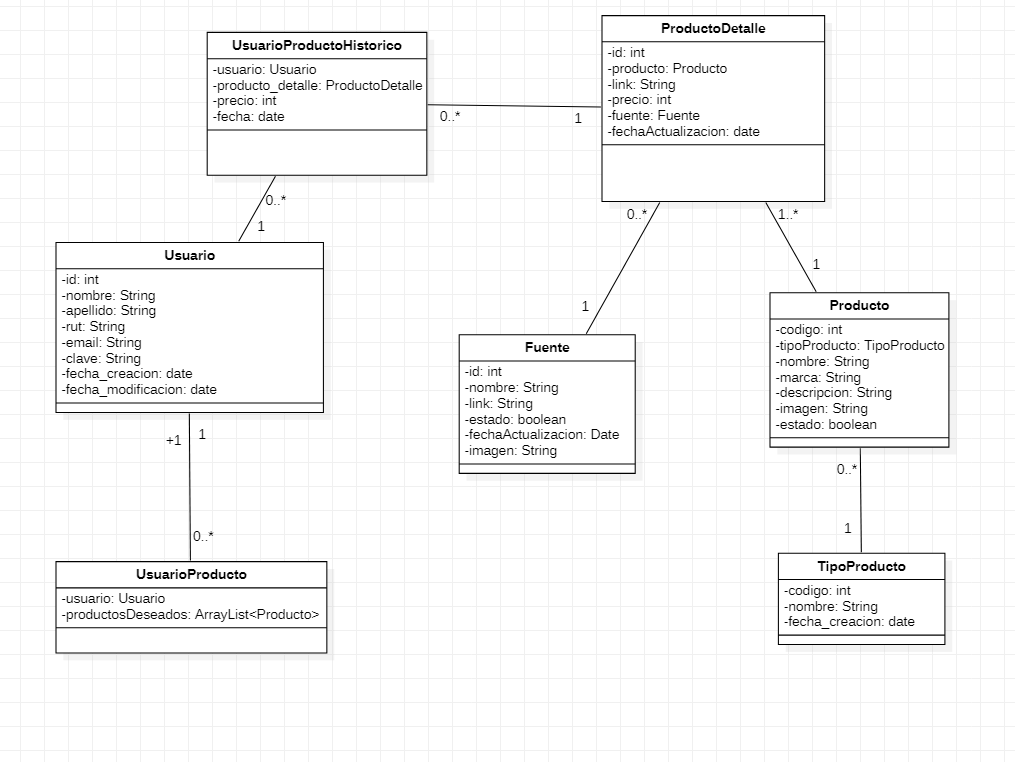 UsuarioProductoHistorico
-usuario: Usuario
-producto_detalle: ProductoDetalle
-precio: int
-fecha: date
ProductoDetalle
-id: int
-producto: Producto
-link: String
-precio: int
-fuente: Fuente
-fechaActualizacion: date
0..*
1
0..*
1
0..*
1
1..*
1
Usuario
-id: int
-nombre: String
-apellido: String
-rut: String
-email: String
-clave: String
-fecha_creacion: date
-fecha_modificacion: date
Fuente
-id: int
-nombre: String
-link: String
-estado: boolean
-fechaActualizacion: Date
-imagen: String
Producto
-codigo: int
-tipoProducto: TipoProducto
-nombre: String
-marca: String
-descripcion: String
-imagen: String
-estado: boolean
+1
1
0..*
0..*
1
UsuarioProducto
-usuario: Usuario
-productosDeseados: ArrayList<Producto>
TipoProducto
-codigo: int
-nombre: String
-fecha_creacion: date